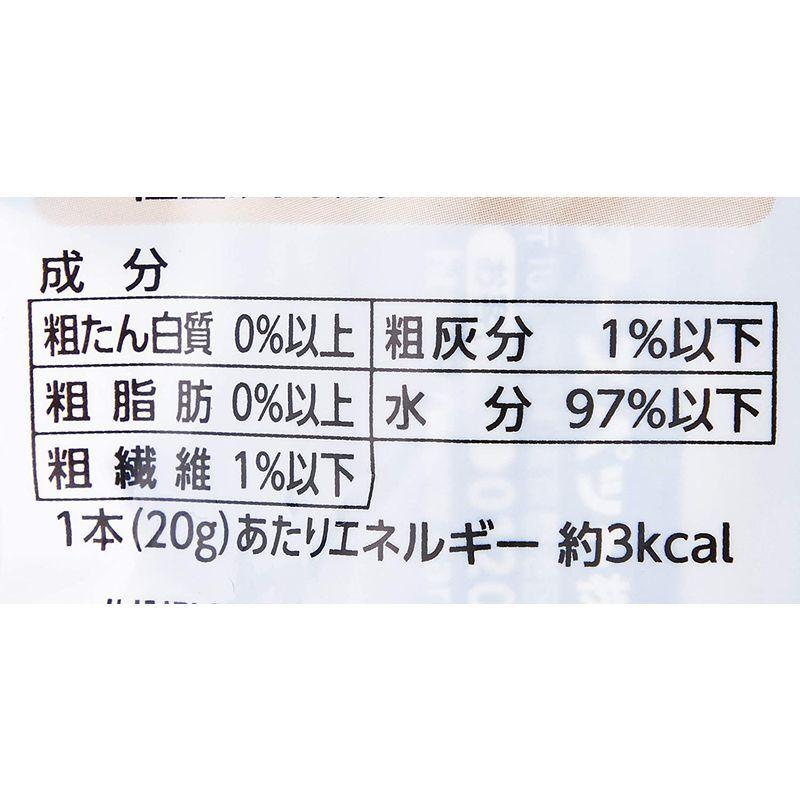 成分
粗たん白質 0%以上 粗灰分 1%以下
粗脂肪 0%以上 水分 97%以下
粗繊維 1%以下
1本(20g)あたりエネルギー 約3kcal